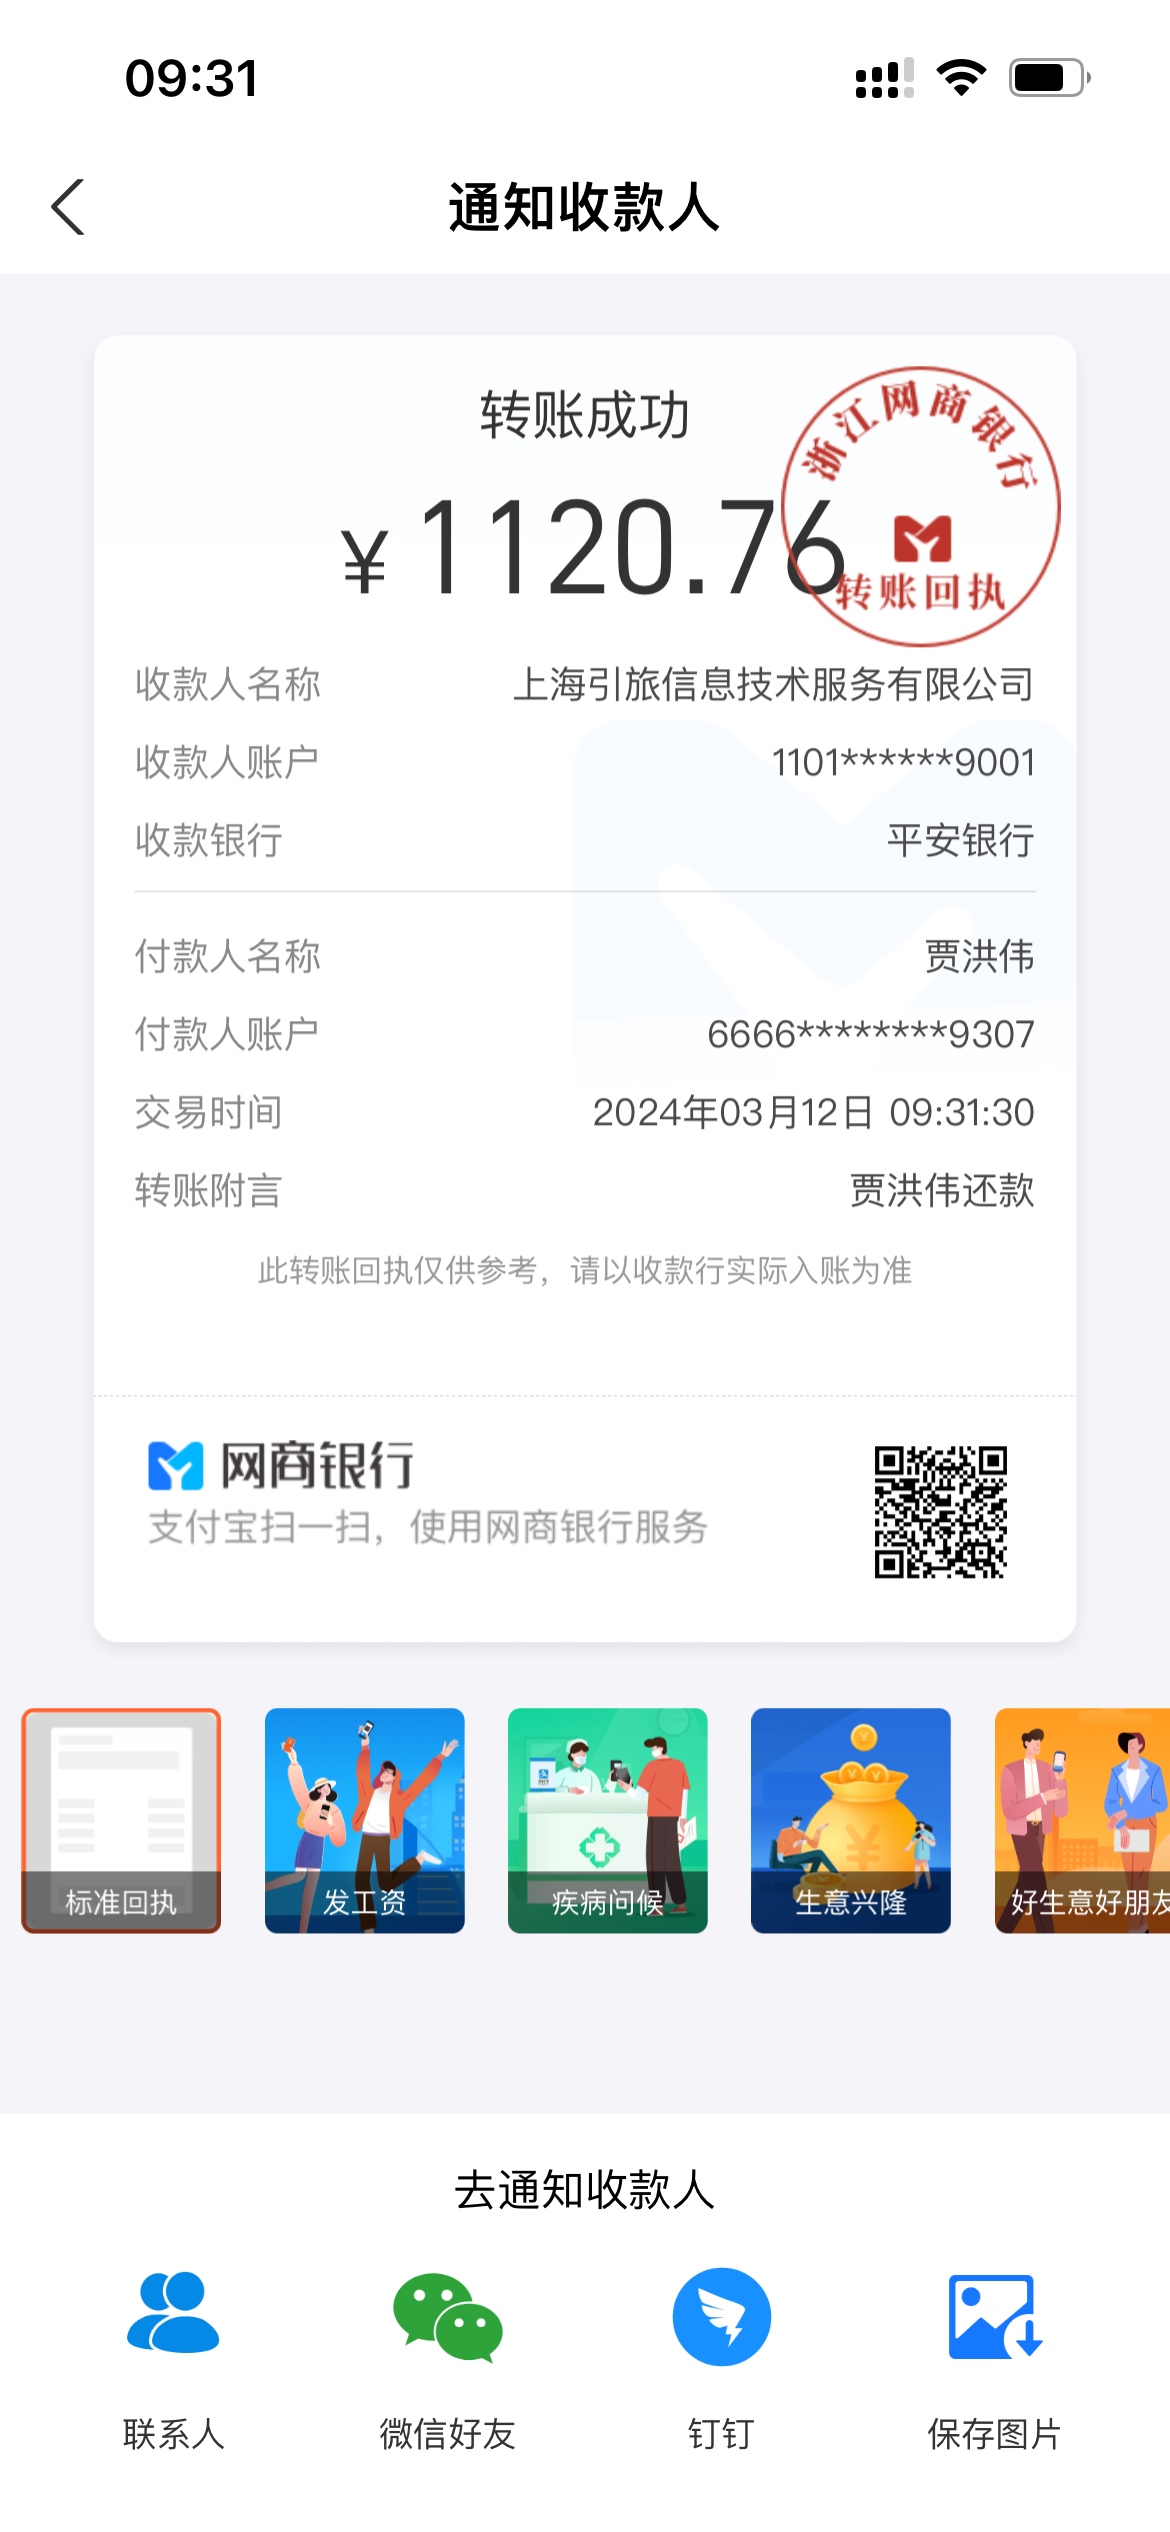 09:31
通知收款人
转账成功
¥1120.76
浙江网商银行
转账回执
收款人名称 上海引旅信息技术服务有限公司
收款人账户 1101******9001
收款银行 平安银行
付款人名称 贾洪伟
付款人账户 6666********9307
交易时间 2024年03月12日 09:31:30
转账附言 贾洪伟还款
此转账回执仅供参考，请以收款行实际入账为准
网商银行
支付宝扫一扫，使用网商银行服务
标准回执 发工资 疾病问候 生意兴隆 好生意好朋友
去通知收款人
联系人 微信好友 钉钉 保存图片